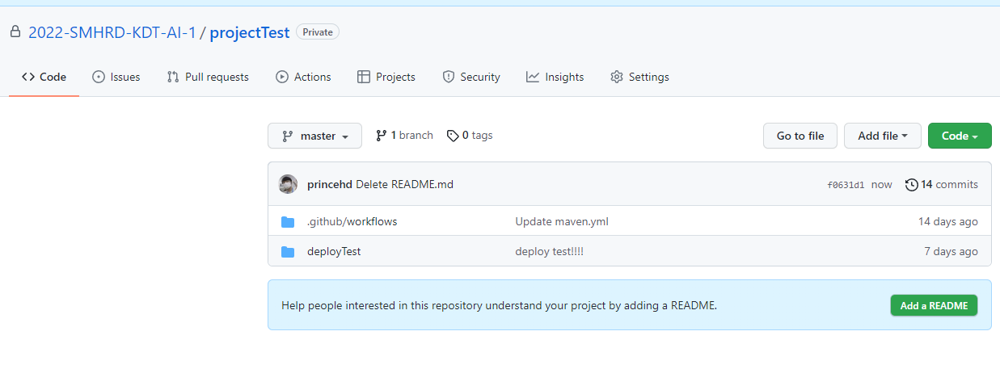 2022-SMHRD-KDT-AI-1 / projectTest Private
Code Issues Pull requests Actions Projects Security Insights Settings
master 1 branch 0 tags Go to file Add file Code
princehd Delete README.md f0631d1 now 14 commits
.github/workflows Update maven.yml 14 days ago
deployTest deploy test!!!! 7 days ago
Help people interested in this repository understand your project by adding a README. Add a README